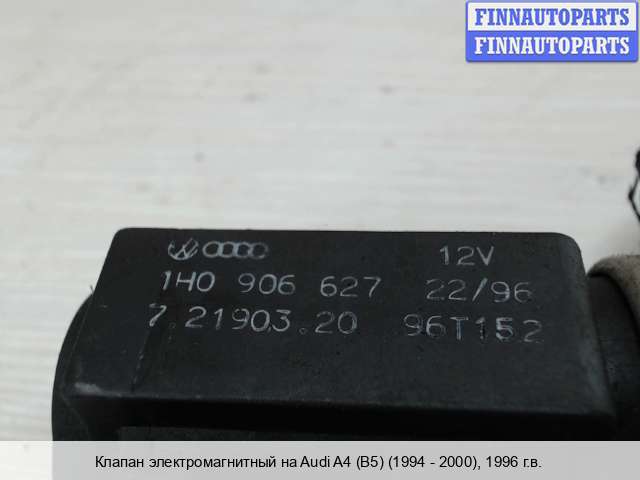 FINNAUTOPARTS
FINNAUTOPARTS
12V
1H0 906 627 22/96
7.21903.20 96T152
Клапан электромагнитный на Audi A4 (B5) (1994 - 2000), 1996 г.в.